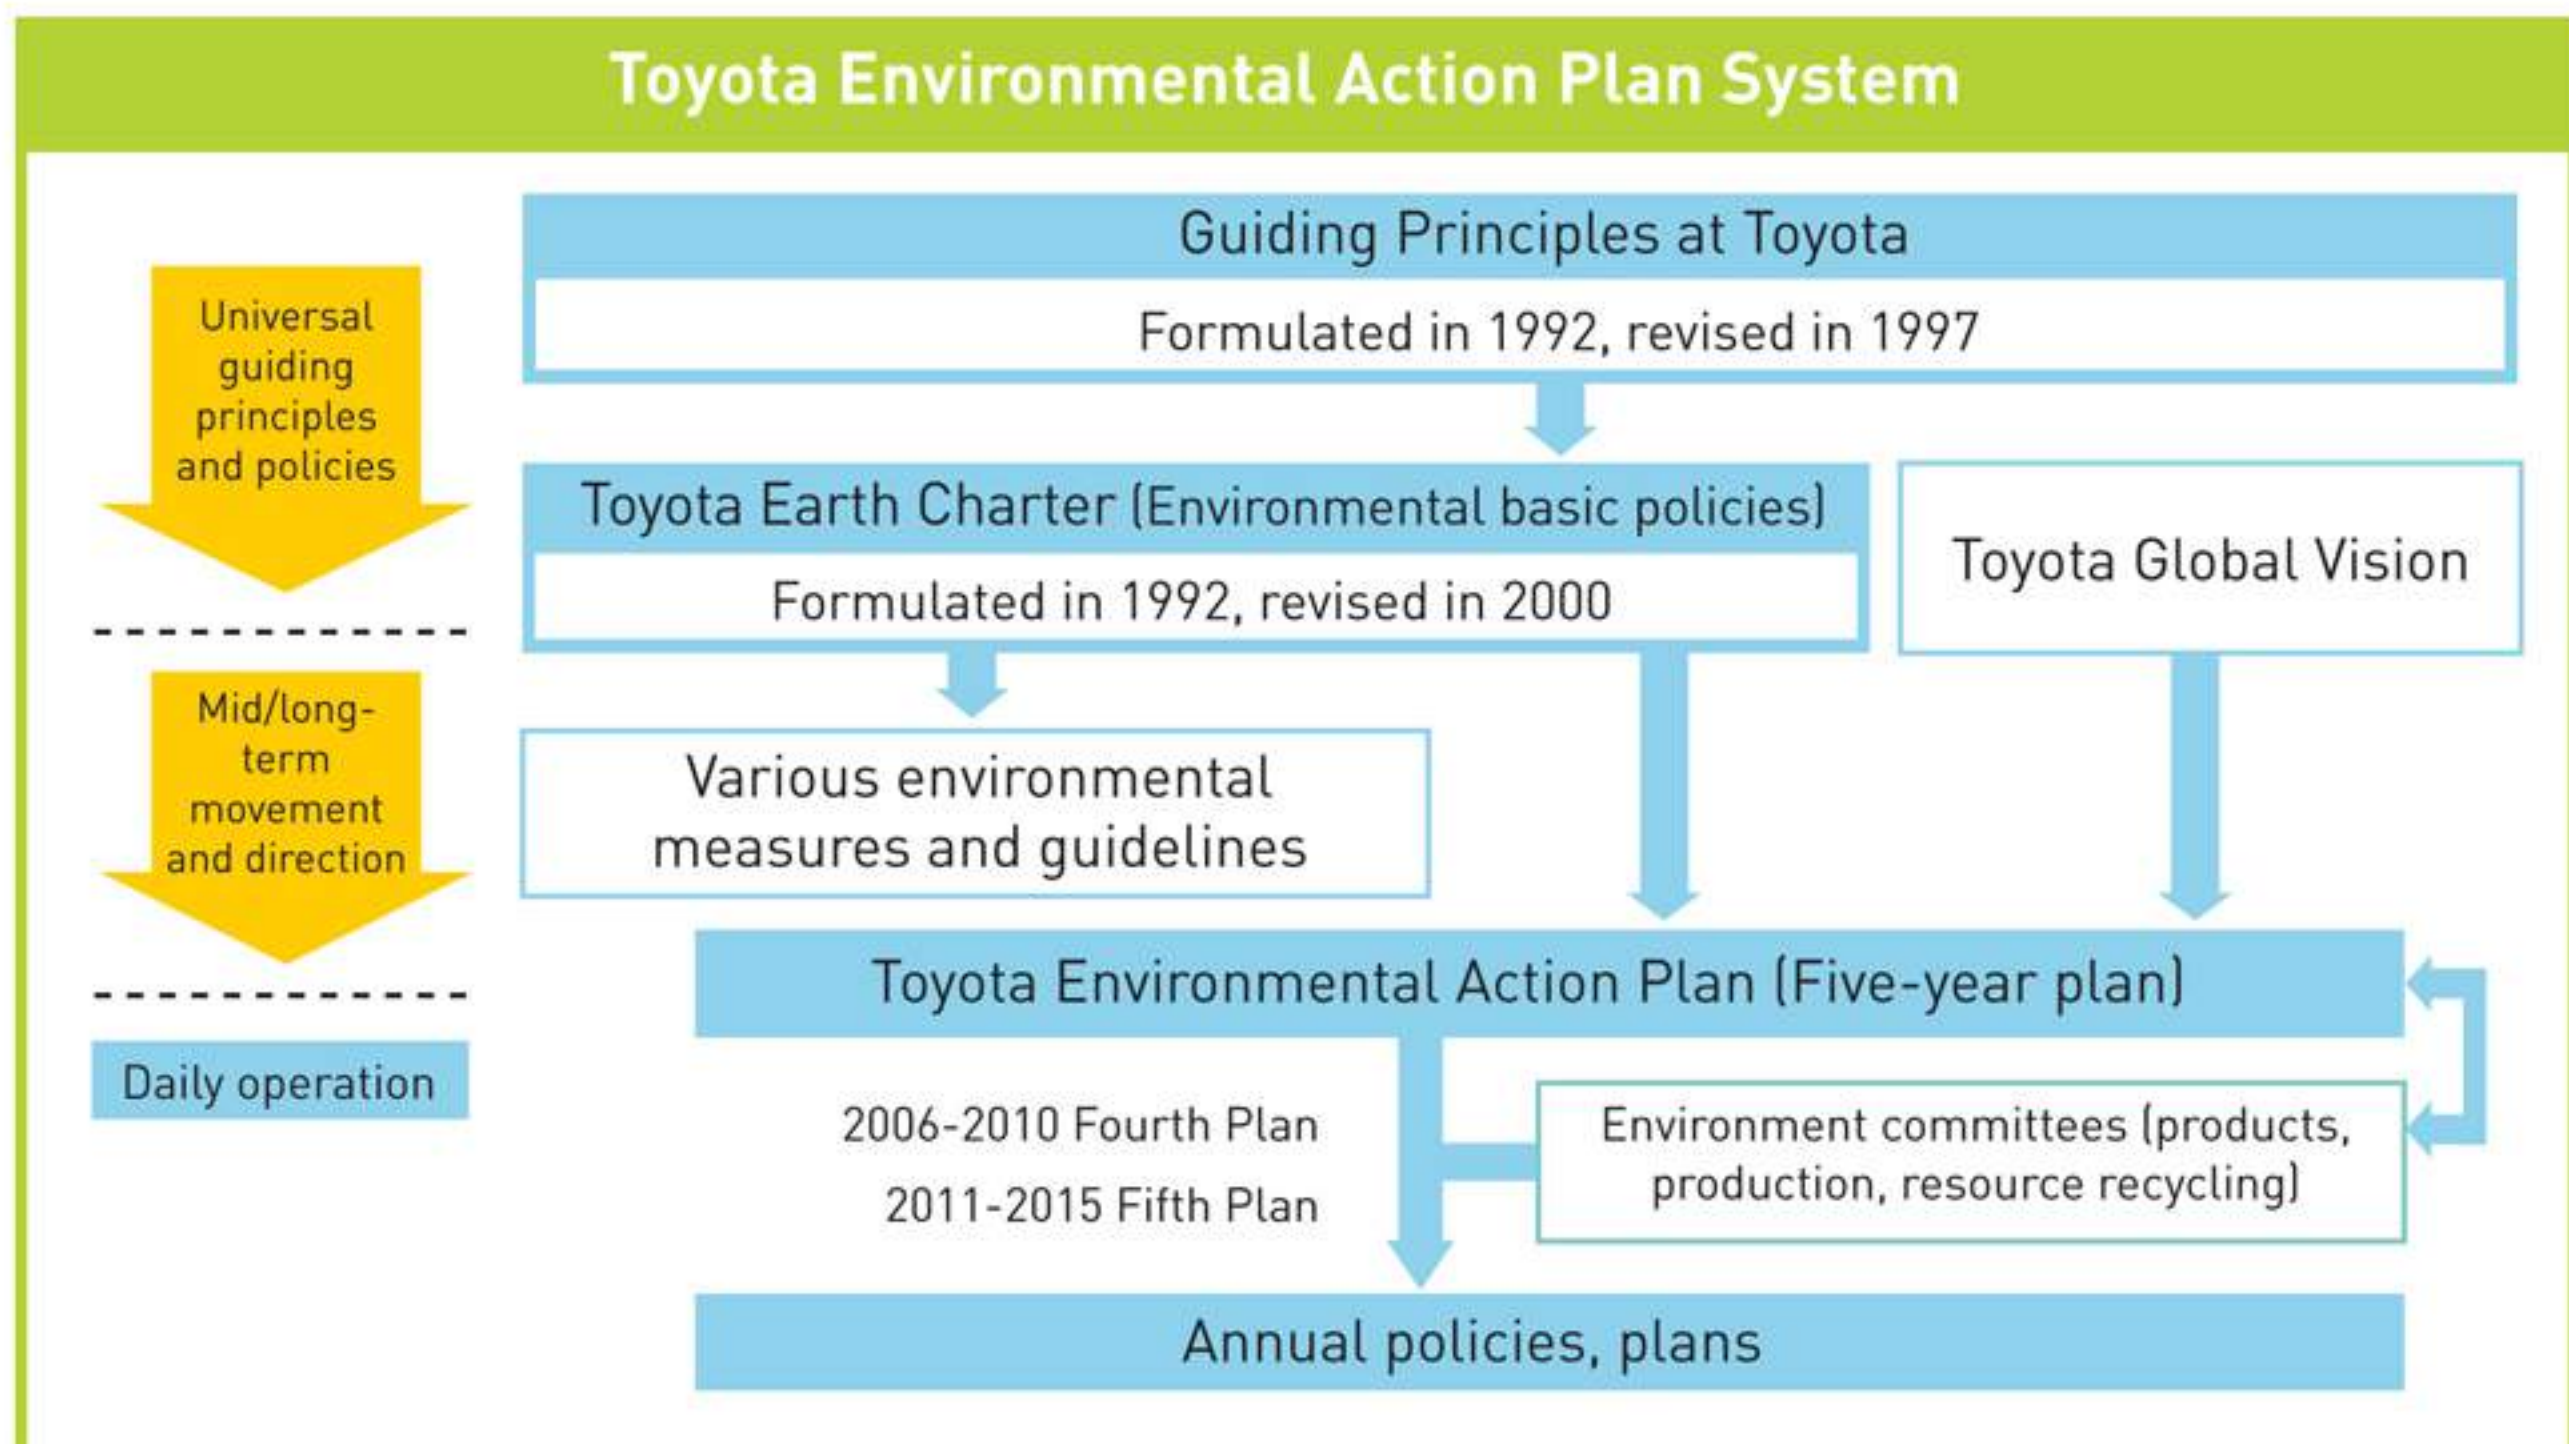 Toyota Environmental Action Plan System
Guiding Principles at Toyota
Formulated in 1992, revised in 1997
Universal
guiding
principles
and policies
Toyota Earth Charter (Environmental basic policies)
Formulated in 1992, revised in 2000
Toyota Global Vision
Mid/long-
term
movement
and direction
Various environmental
measures and guidelines
Toyota Environmental Action Plan (Five-year plan)
Daily operation
2006-2010 Fourth Plan
2011-2015 Fifth Plan
Environment committees (products,
production, resource recycling)
Annual policies, plans